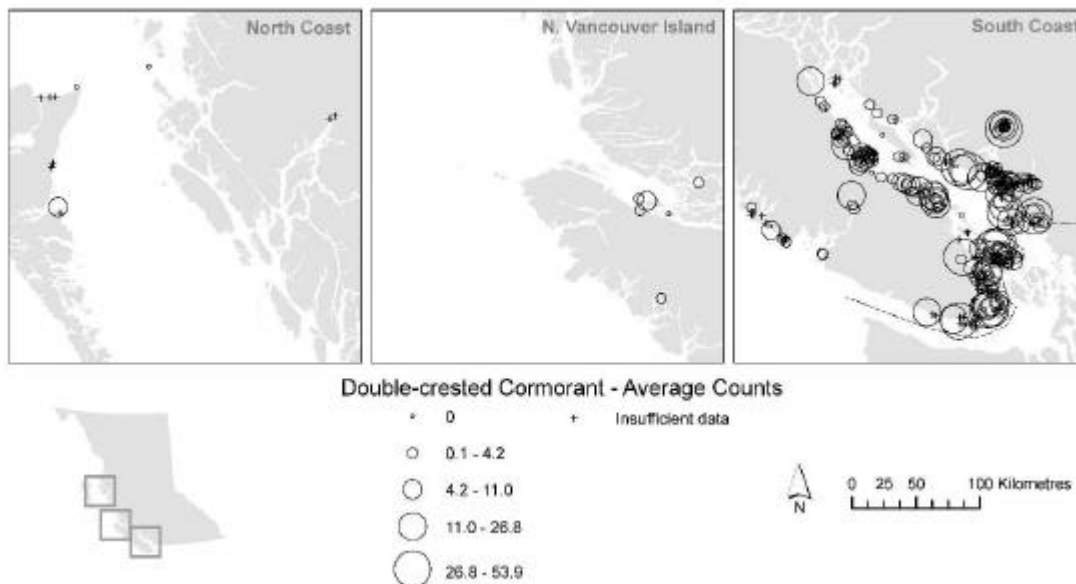 North Coast
N. Vancouver Island
South Coast
Double-crested Cormorant - Average Counts
0
Insufficient data
0.1 - 4.2
4.2 - 11.0
11.0 - 26.8
26.8 - 53.9
N
0 25 50 100 Kilometres